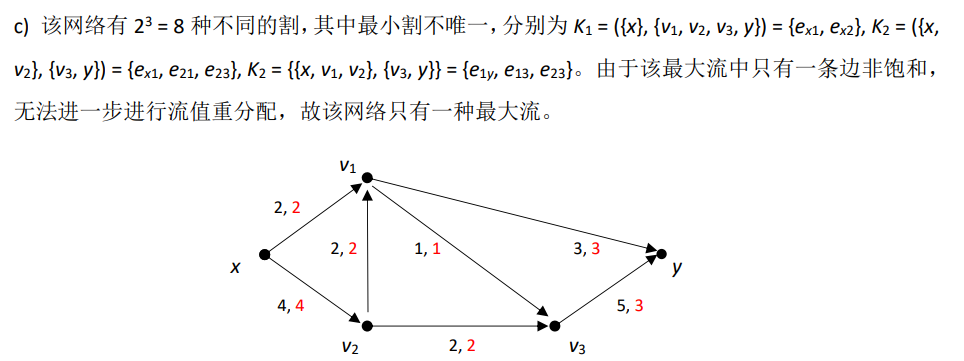 c) 该网络有 2³ = 8 种不同的割，其中最小割不唯一，分别为 K₁ = ({x}, {v₁, v₂, v₃, y}) = {eₓ₁, eₓ₂}, K₂ = ({x,
v₂}, {v₃, y}) = {eₓ₁, e₂₁, e₂₃}, K₂ = {{x, v₁, v₂}, {v₃, y}} = {e₁y, e₁₃, e₂₃}。由于该最大流中只有一条边非饱和，
无法进一步进行流值重分配，故该网络只有一种最大流。
v₁
2, 2
2, 2 1, 1 3, 3
x y
4, 4 5, 3
v₂ 2, 2 v₃